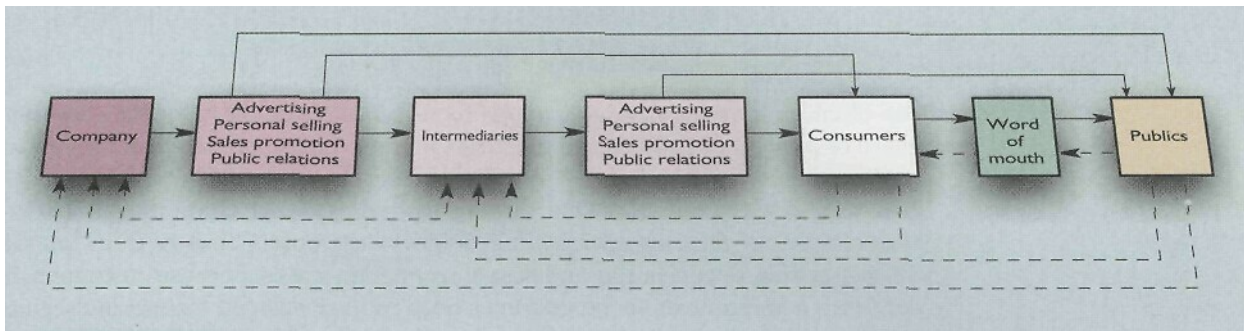 Company
Advertising
Personal selling
Sales promotion
Public relations
Intermediaries
Advertising
Personal selling
Sales promotion
Public relations
Consumers
Word
of
mouth
Publics